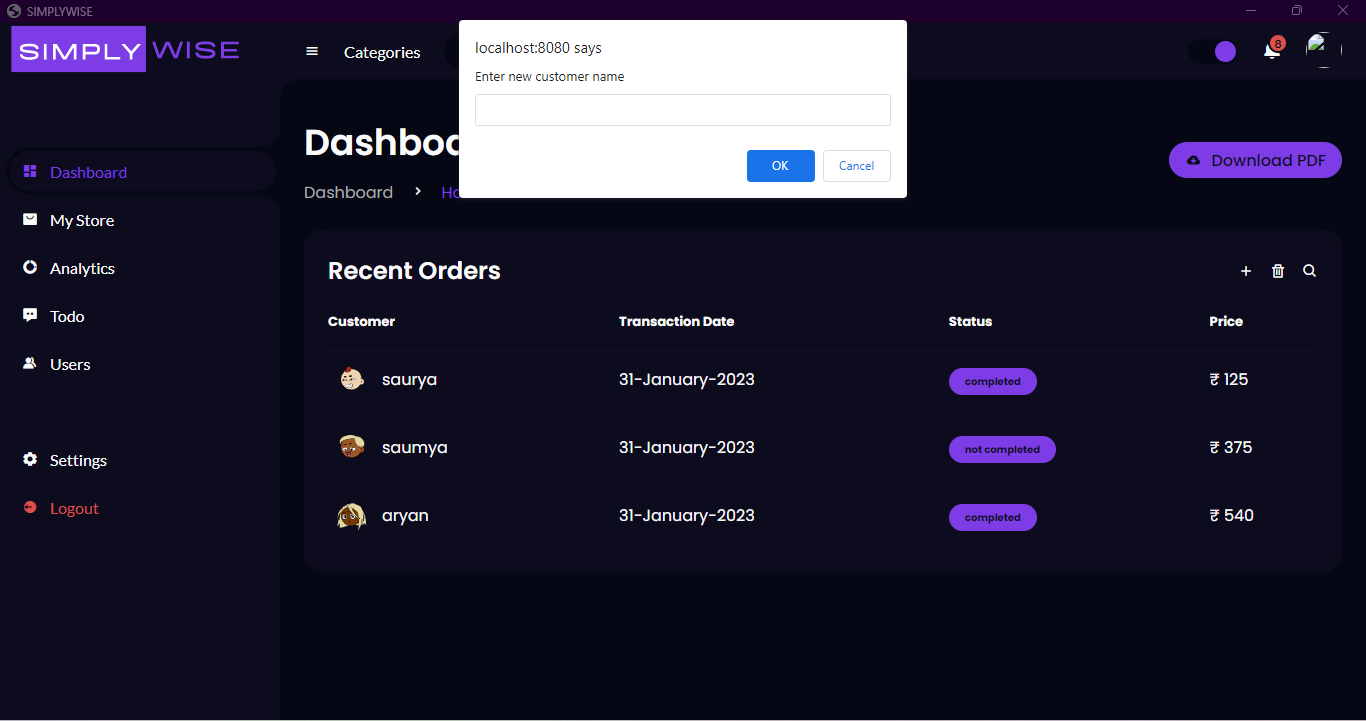 SIMPLYWISE
SIMPLY WISE
Categories
8
localhost:8080 says
Enter new customer name
OK
Cancel
Dashboard
My Store
Analytics
Todo
Users
Settings
Logout
Dashboa
Dashboard > Ho
Download PDF
Recent Orders
Customer Transaction Date Status Price
saurya 31-January-2023 completed ₹ 125
saumya 31-January-2023 not completed ₹ 375
aryan 31-January-2023 completed ₹ 540